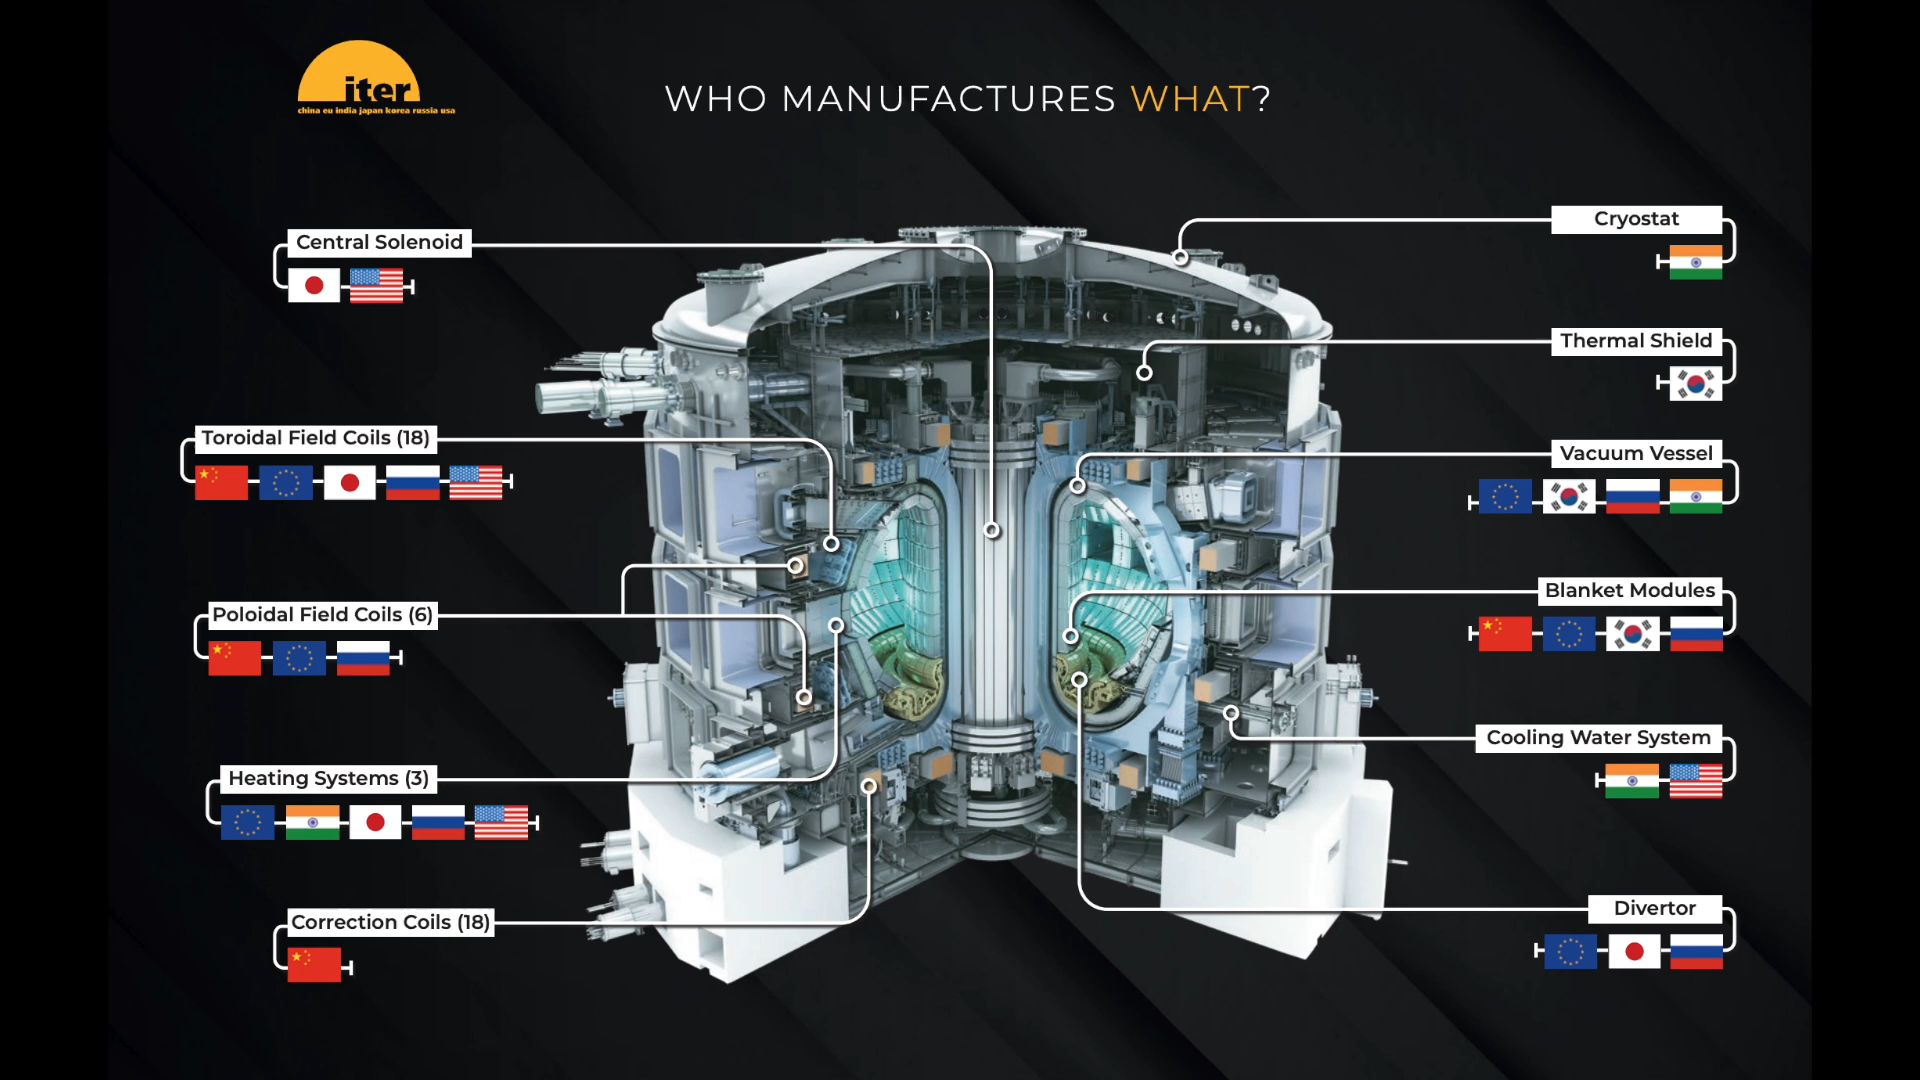 iter
china eu india japan korea russia usa
WHO MANUFACTURES WHAT?
Central Solenoid
Toroidal Field Coils (18)
Poloidal Field Coils (6)
Heating Systems (3)
Correction Coils (18)
Cryostat
Thermal Shield
Vacuum Vessel
Blanket Modules
Cooling Water System
Divertor